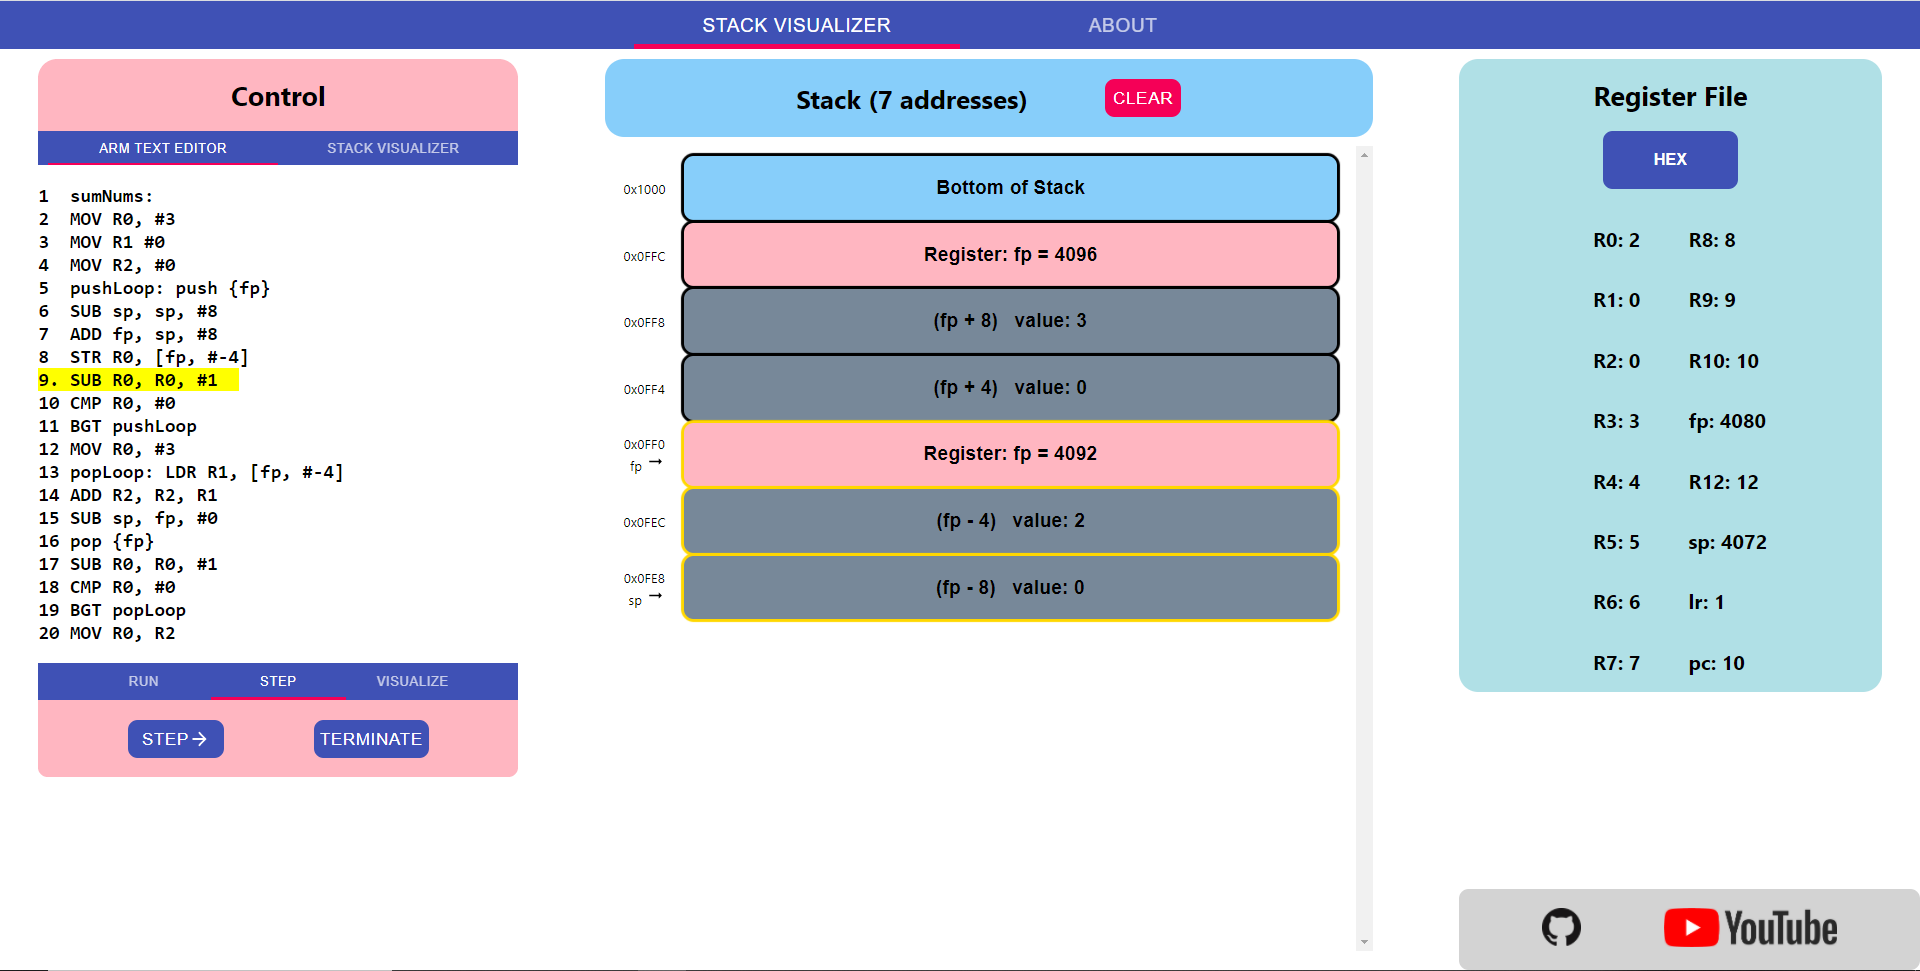 STACK VISUALIZER
ABOUT
Control
ARM TEXT EDITOR
STACK VISUALIZER
1 sumNums:
2 MOV R0, #3
3 MOV R1 #0
4 MOV R2, #0
5 pushLoop: push {fp}
6 SUB sp, sp, #8
7 ADD fp, sp, #8
8 STR R0, [fp, #-4]
9. SUB R0, R0, #1
10 CMP R0, #0
11 BGT pushLoop
12 MOV R0, #3
13 popLoop: LDR R1, [fp, #-4]
14 ADD R2, R2, R1
15 SUB sp, fp, #0
16 pop {fp}
17 SUB R0, R0, #1
18 CMP R0, #0
19 BGT popLoop
20 MOV R0, R2
RUN
STEP
VISUALIZE
STEP→
TERMINATE
Stack (7 addresses)
CLEAR
0x1000
Bottom of Stack
0x0FFC
Register: fp = 4096
0x0FF8
(fp + 8) value: 3
0x0FF4
(fp + 4) value: 0
0x0FF0
fp →
Register: fp = 4092
0x0FEC
(fp - 4) value: 2
0x0FE8
sp →
(fp - 8) value: 0
Register File
HEX
R0: 2 R8: 8
R1: 0 R9: 9
R2: 0 R10: 10
R3: 3 fp: 4080
R4: 4 R12: 12
R5: 5 sp: 4072
R6: 6 lr: 1
R7: 7 pc: 10
YouTube